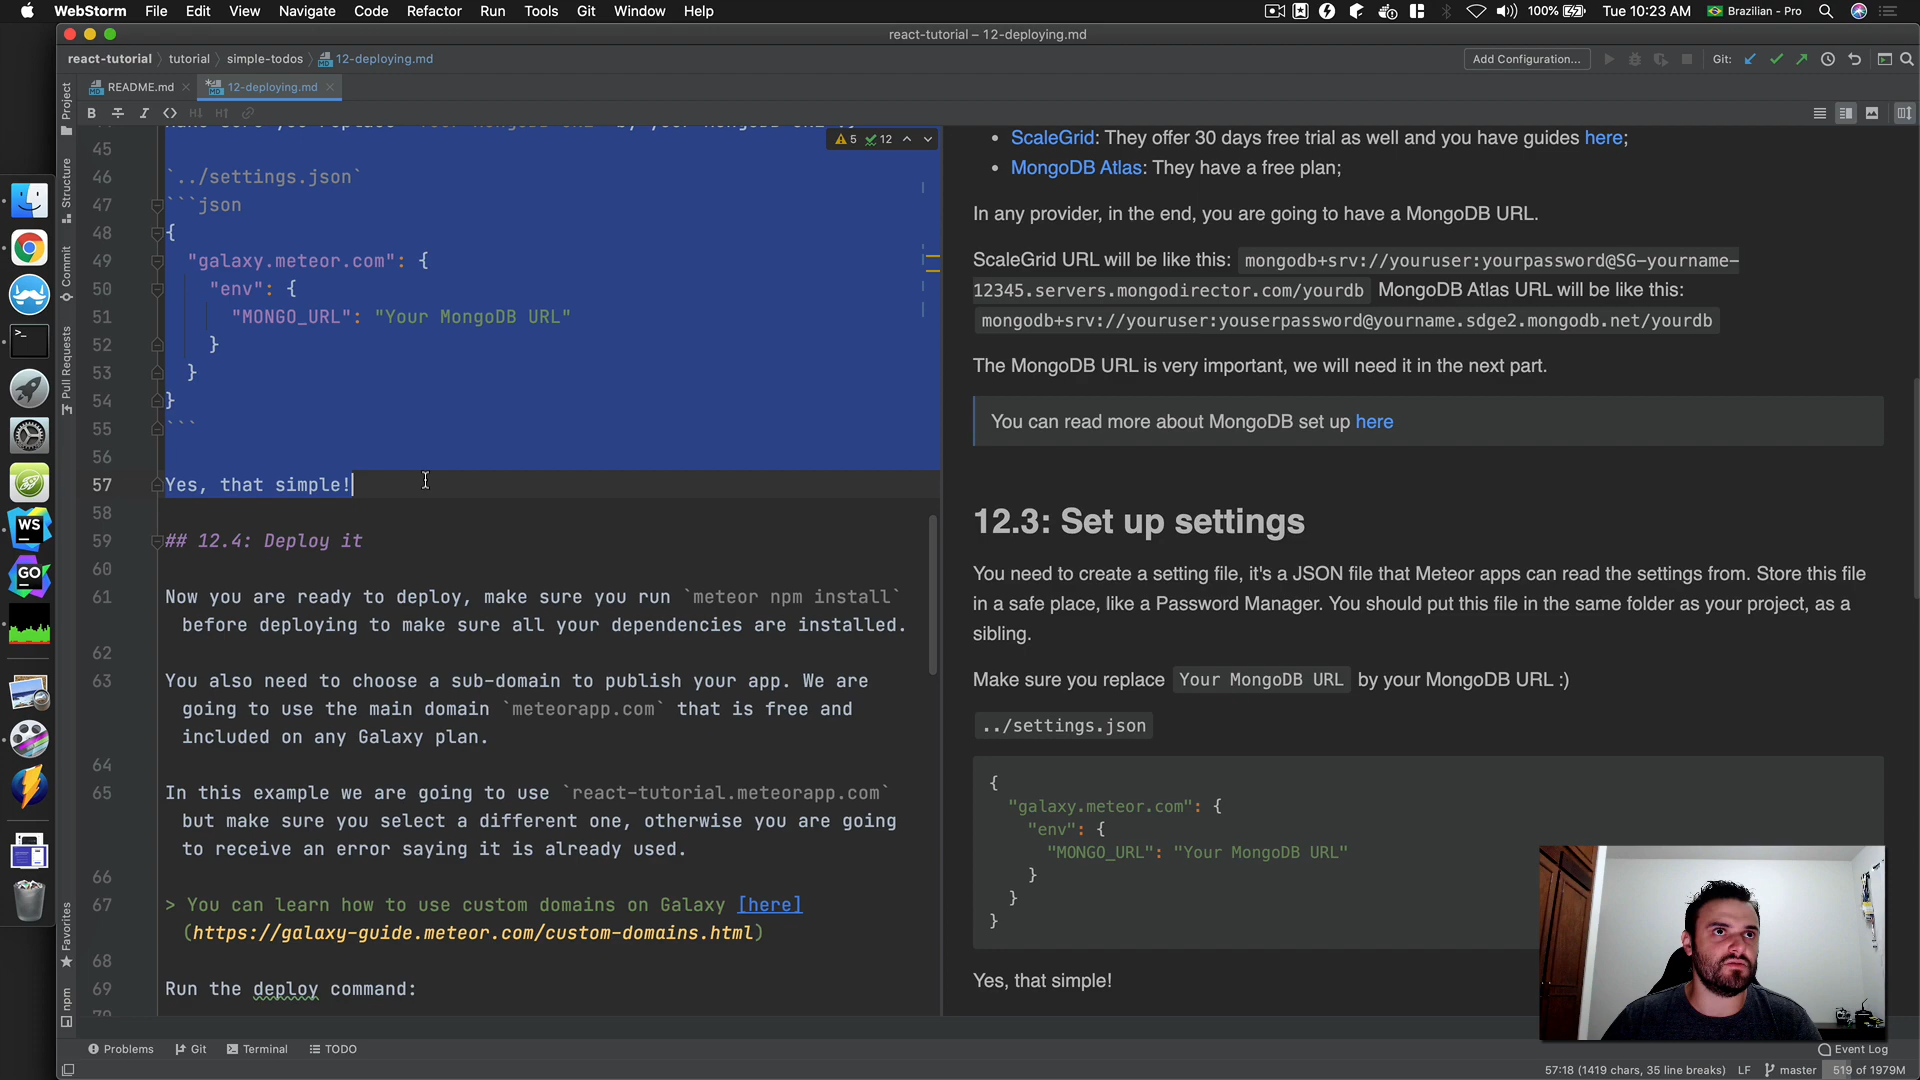 WebStorm File Edit View Navigate Code Refactor Run Tools Git Window Help
100% Tue 10:23 AM Brazilian - Pro
react-tutorial – 12-deploying.md
react-tutorial tutorial simple-todos 12-deploying.md
Add Configuration... Git:
README.md 12-deploying.md
Project
Structure
Commit
Pull Requests
Favorites
npm
5 12
45
46 `../settings.json`
47 ```json
48 {
49 "galaxy.meteor.com": {
50 "env": {
51 "MONGO_URL": "Your MongoDB URL"
52 }
53 }
54 }
55 ```
56
57 Yes, that simple!
58
59 ## 12.4: Deploy it
60
61 Now you are ready to deploy, make sure you run `meteor npm install`
before deploying to make sure all your dependencies are installed.
62
63 You also need to choose a sub-domain to publish your app. We are
going to use the main domain `meteorapp.com` that is free and
included on any Galaxy plan.
64
65 In this example we are going to use `react-tutorial.meteorapp.com`
but make sure you select a different one, otherwise you are going
to receive an error saying it is already used.
66
67 > You can learn how to use custom domains on Galaxy [here]
(https://galaxy-guide.meteor.com/custom-domains.html)
68
69 Run the deploy command:
ScaleGrid: They offer 30 days free trial as well and you have guides here;
MongoDB Atlas: They have a free plan;
In any provider, in the end, you are going to have a MongoDB URL.
ScaleGrid URL will be like this: mongodb+srv://youruser:yourpassword@SG-yourname-
12345.servers.mongodirector.com/yourdb MongoDB Atlas URL will be like this:
mongodb+srv://youruser:youserpassword@yourname.sdge2.mongodb.net/yourdb
The MongoDB URL is very important, we will need it in the next part.
You can read more about MongoDB set up here
12.3: Set up settings
You need to create a setting file, it's a JSON file that Meteor apps can read the settings from. Store this file
in a safe place, like a Password Manager. You should put this file in the same folder as your project, as a
sibling.
Make sure you replace Your MongoDB URL by your MongoDB URL :)
../settings.json
{
"galaxy.meteor.com": {
"env": {
"MONGO_URL": "Your MongoDB URL"
}
}
}
Yes, that simple!
WS
GO
Problems Git Terminal TODO
Event Log
57:18 (1419 chars, 35 line breaks) LF master 519 of 1979M